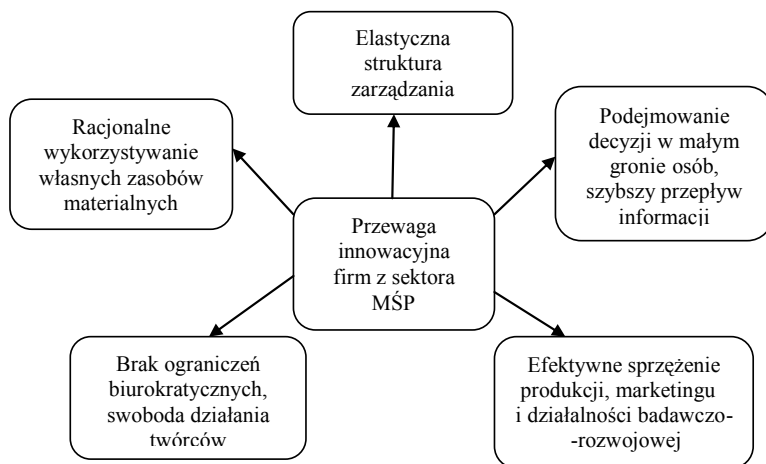 Elastyczna
struktura
zarządzania
Racjonalne
wykorzystywanie
własnych zasobów
materialnych
Podejmowanie
decyzji w małym
gronie osób,
szybszy przepływ
informacji
Przewaga
innowacyjna
firm z sektora
MŚP
Brak ograniczeń
biurokratycznych,
swoboda działania
twórców
Efektywne sprzężenie
produkcji, marketingu
i działalności badawczo-
-rozwojowej